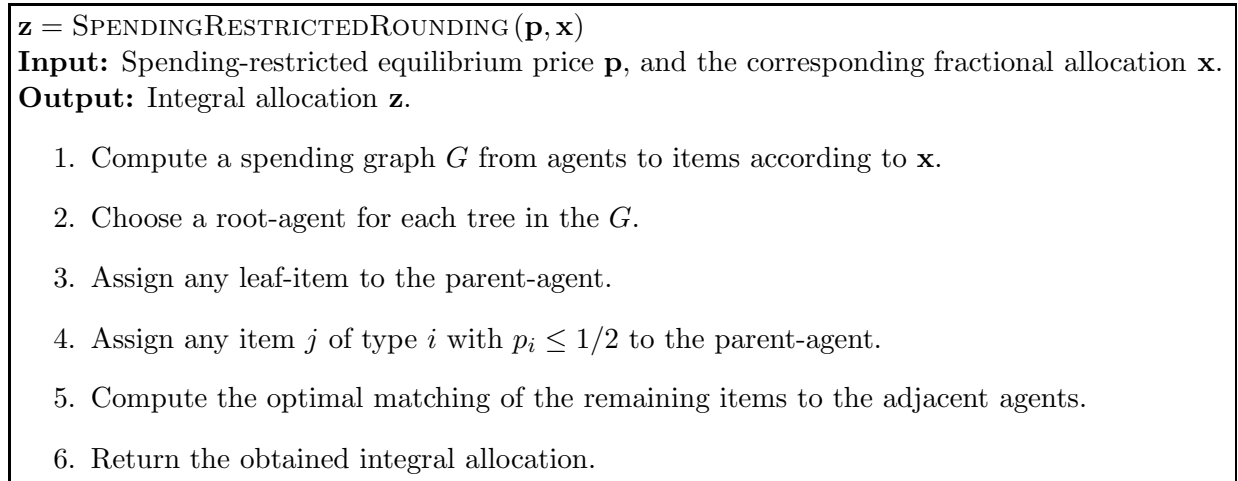 z = SPENDINGRESTRICTEDROUNDING(p, x)
Input: Spending-restricted equilibrium price p, and the corresponding fractional allocation x.
Output: Integral allocation z.
1. Compute a spending graph G from agents to items according to x.
2. Choose a root-agent for each tree in the G.
3. Assign any leaf-item to the parent-agent.
4. Assign any item j of type i with p_i ≤ 1/2 to the parent-agent.
5. Compute the optimal matching of the remaining items to the adjacent agents.
6. Return the obtained integral allocation.